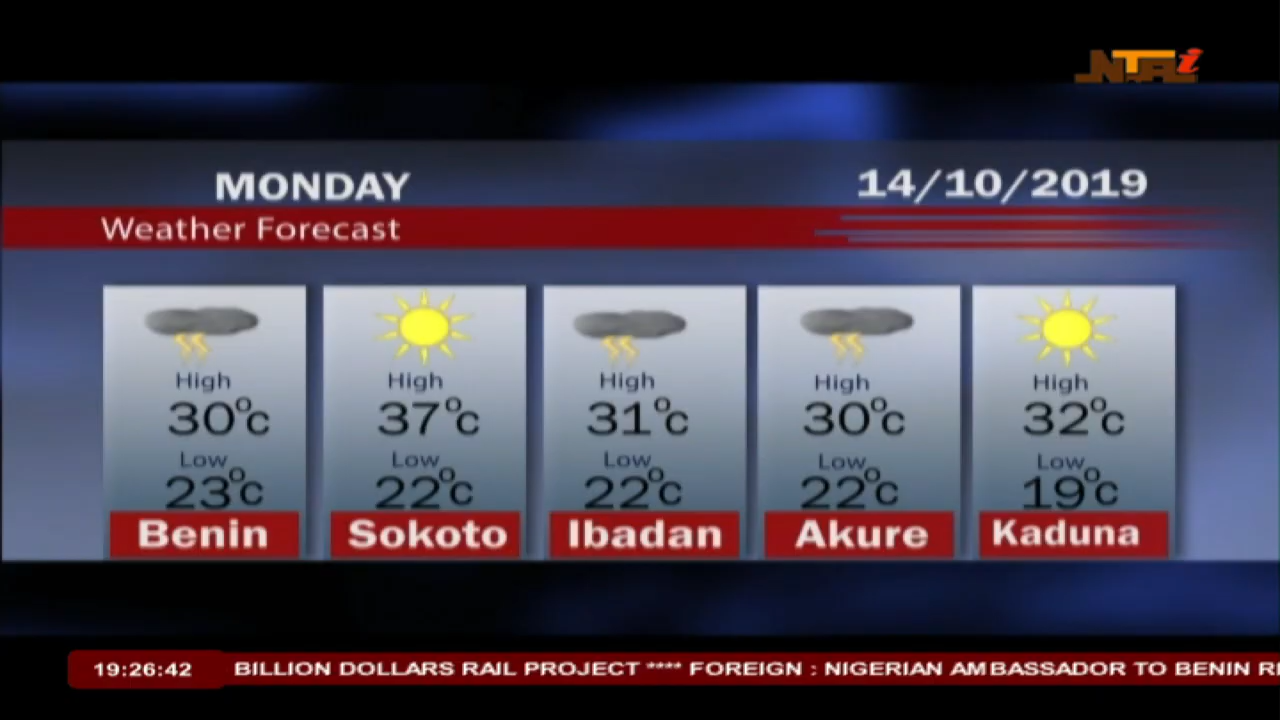 NTAi
MONDAY
14/10/2019
Weather Forecast
High
30°c
Low
23°c
Benin
High
37°c
Low
22°c
Sokoto
High
31°c
Low
22°c
Ibadan
High
30°c
Low
22°c
Akure
High
32°c
Low
19°c
Kaduna
19:26:42
BILLION DOLLARS RAIL PROJECT **** FOREIGN : NIGERIAN AMBASSADOR TO BENIN